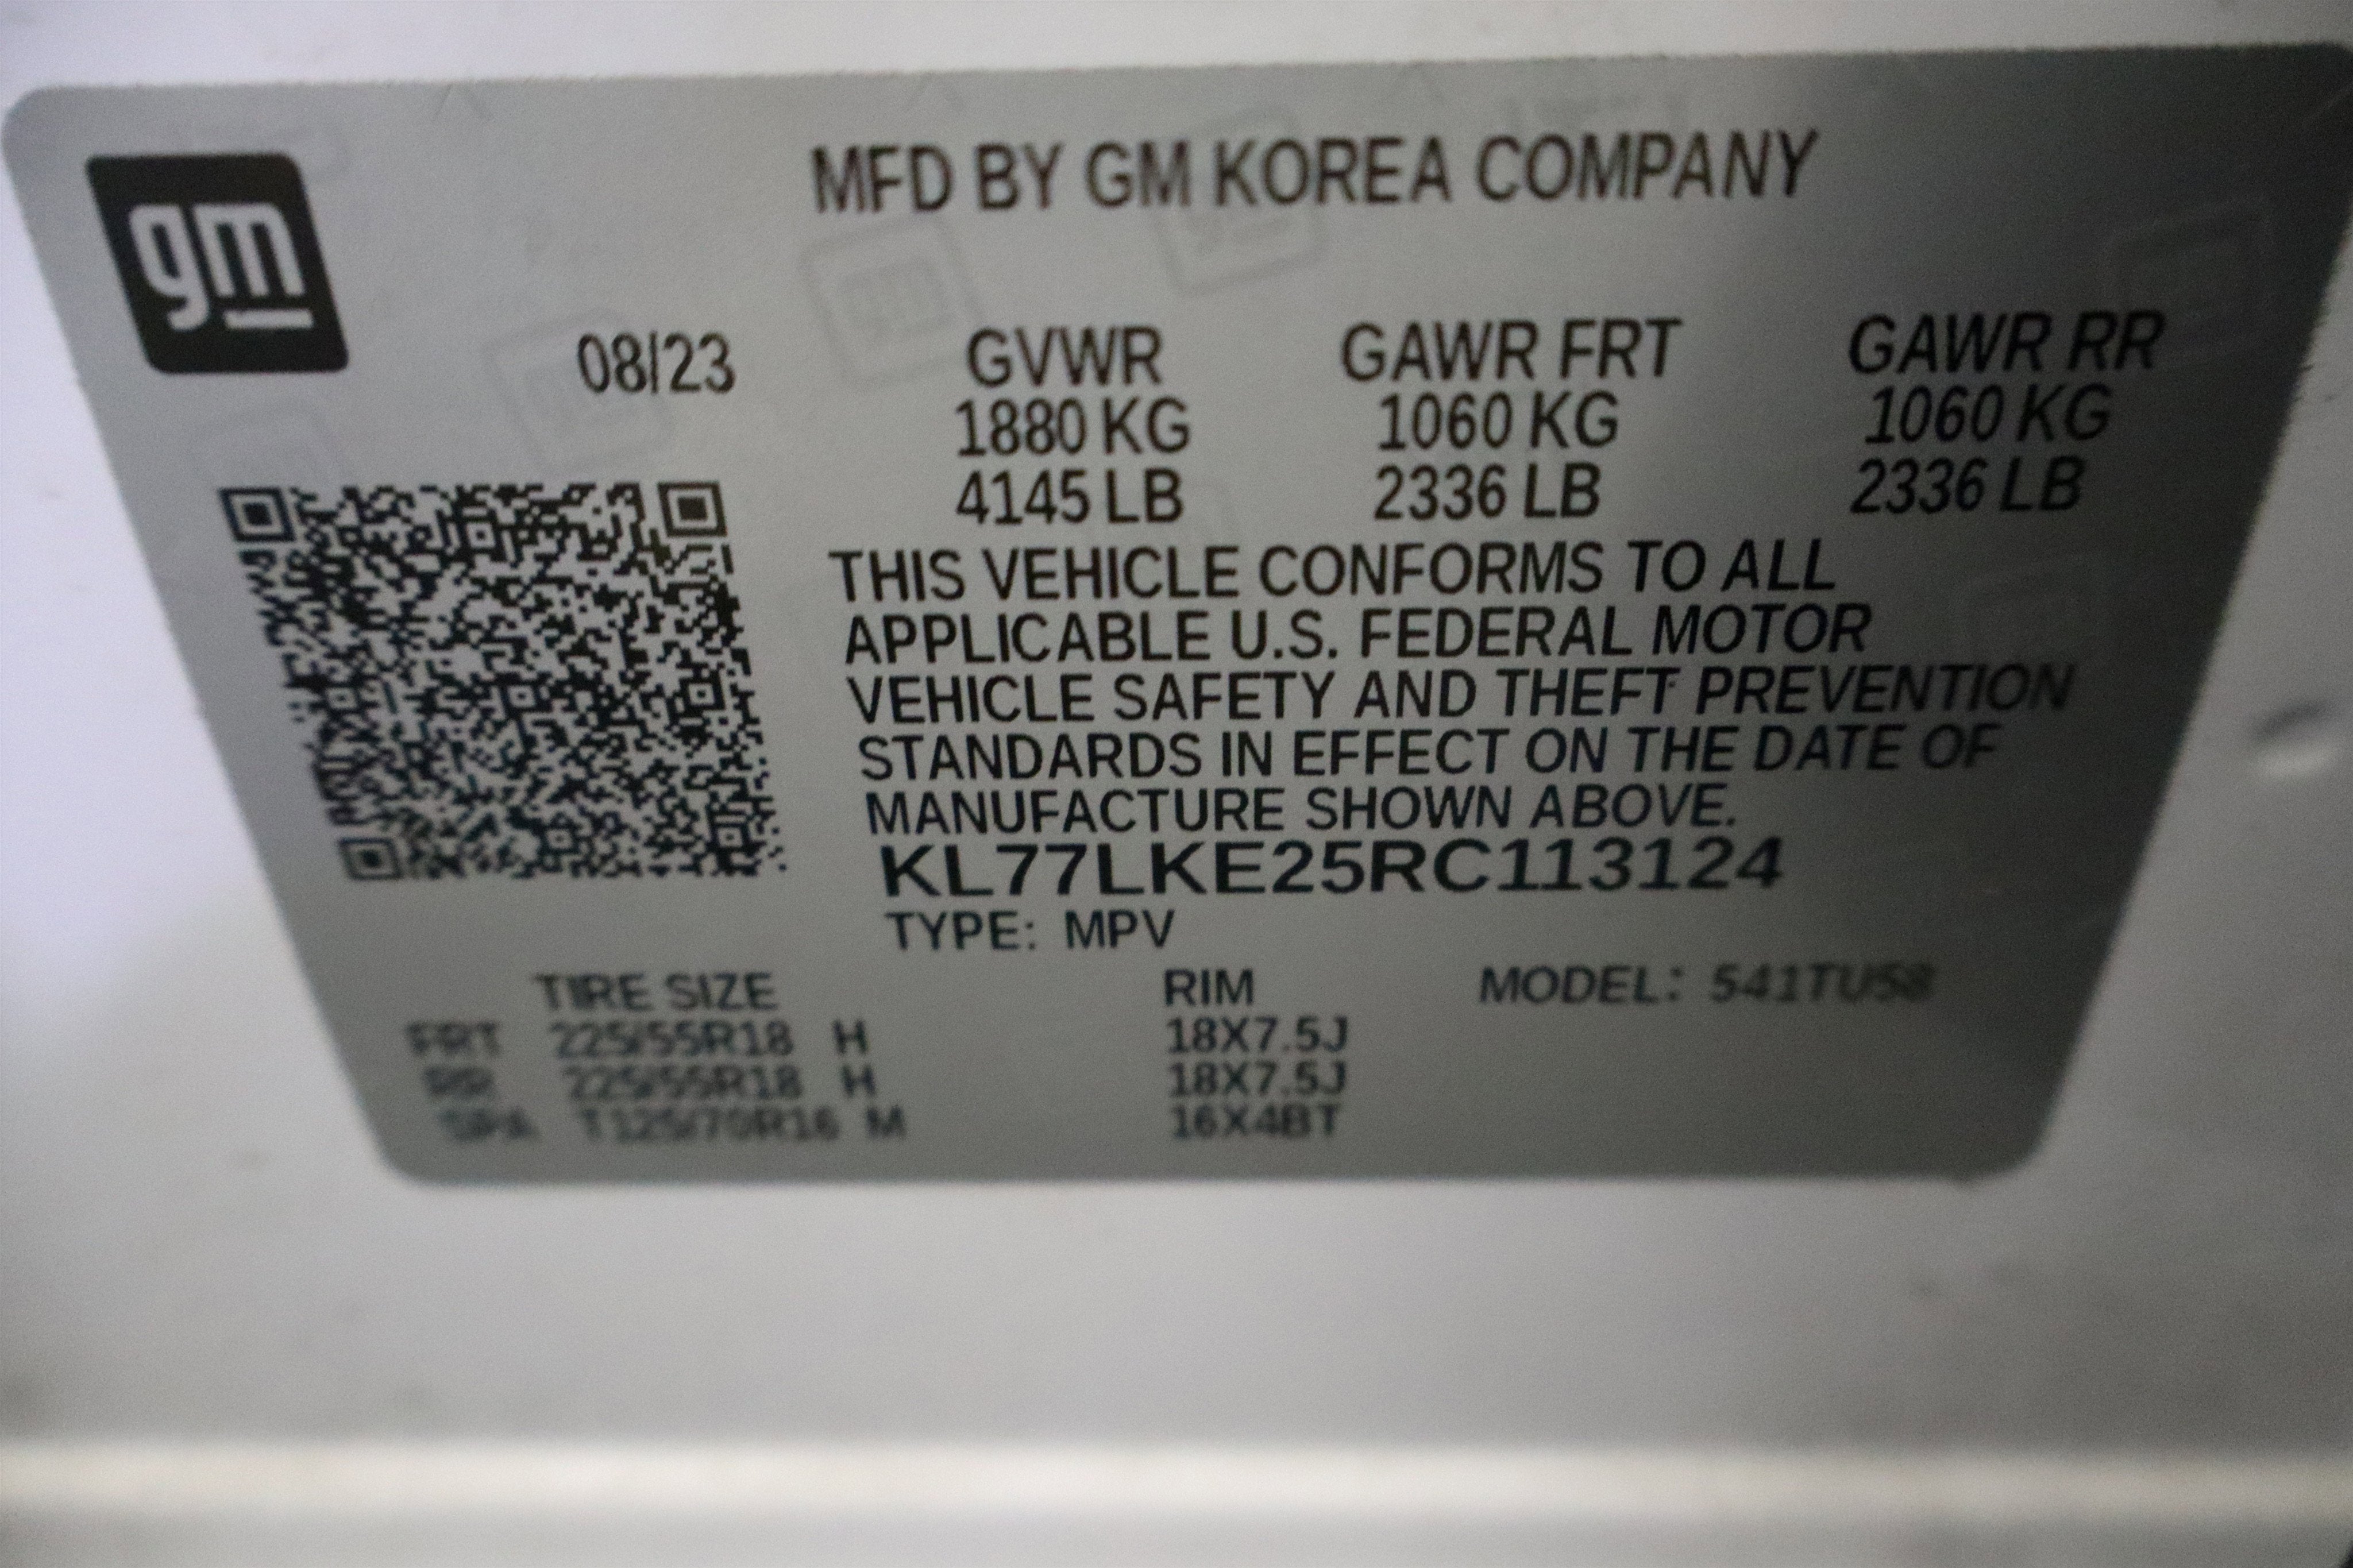 gm
MFD BY GM KOREA COMPANY
08/23 GVWR GAWR FRT GAWR RR
1880 KG 1060 KG 1060 KG
4145 LB 2336 LB 2336 LB
THIS VEHICLE CONFORMS TO ALL
APPLICABLE U.S. FEDERAL MOTOR
VEHICLE SAFETY AND THEFT PREVENTION
STANDARDS IN EFFECT ON THE DATE OF
MANUFACTURE SHOWN ABOVE.
KL77LKE25RC113124
TYPE: MPV
TIRE SIZE RIM MODEL: 541TU58
FRT 225/55R18 H 18X7.5J
RR 225/55R18 H 18X7.5J
SPA T125/70R16 M 16X4BT